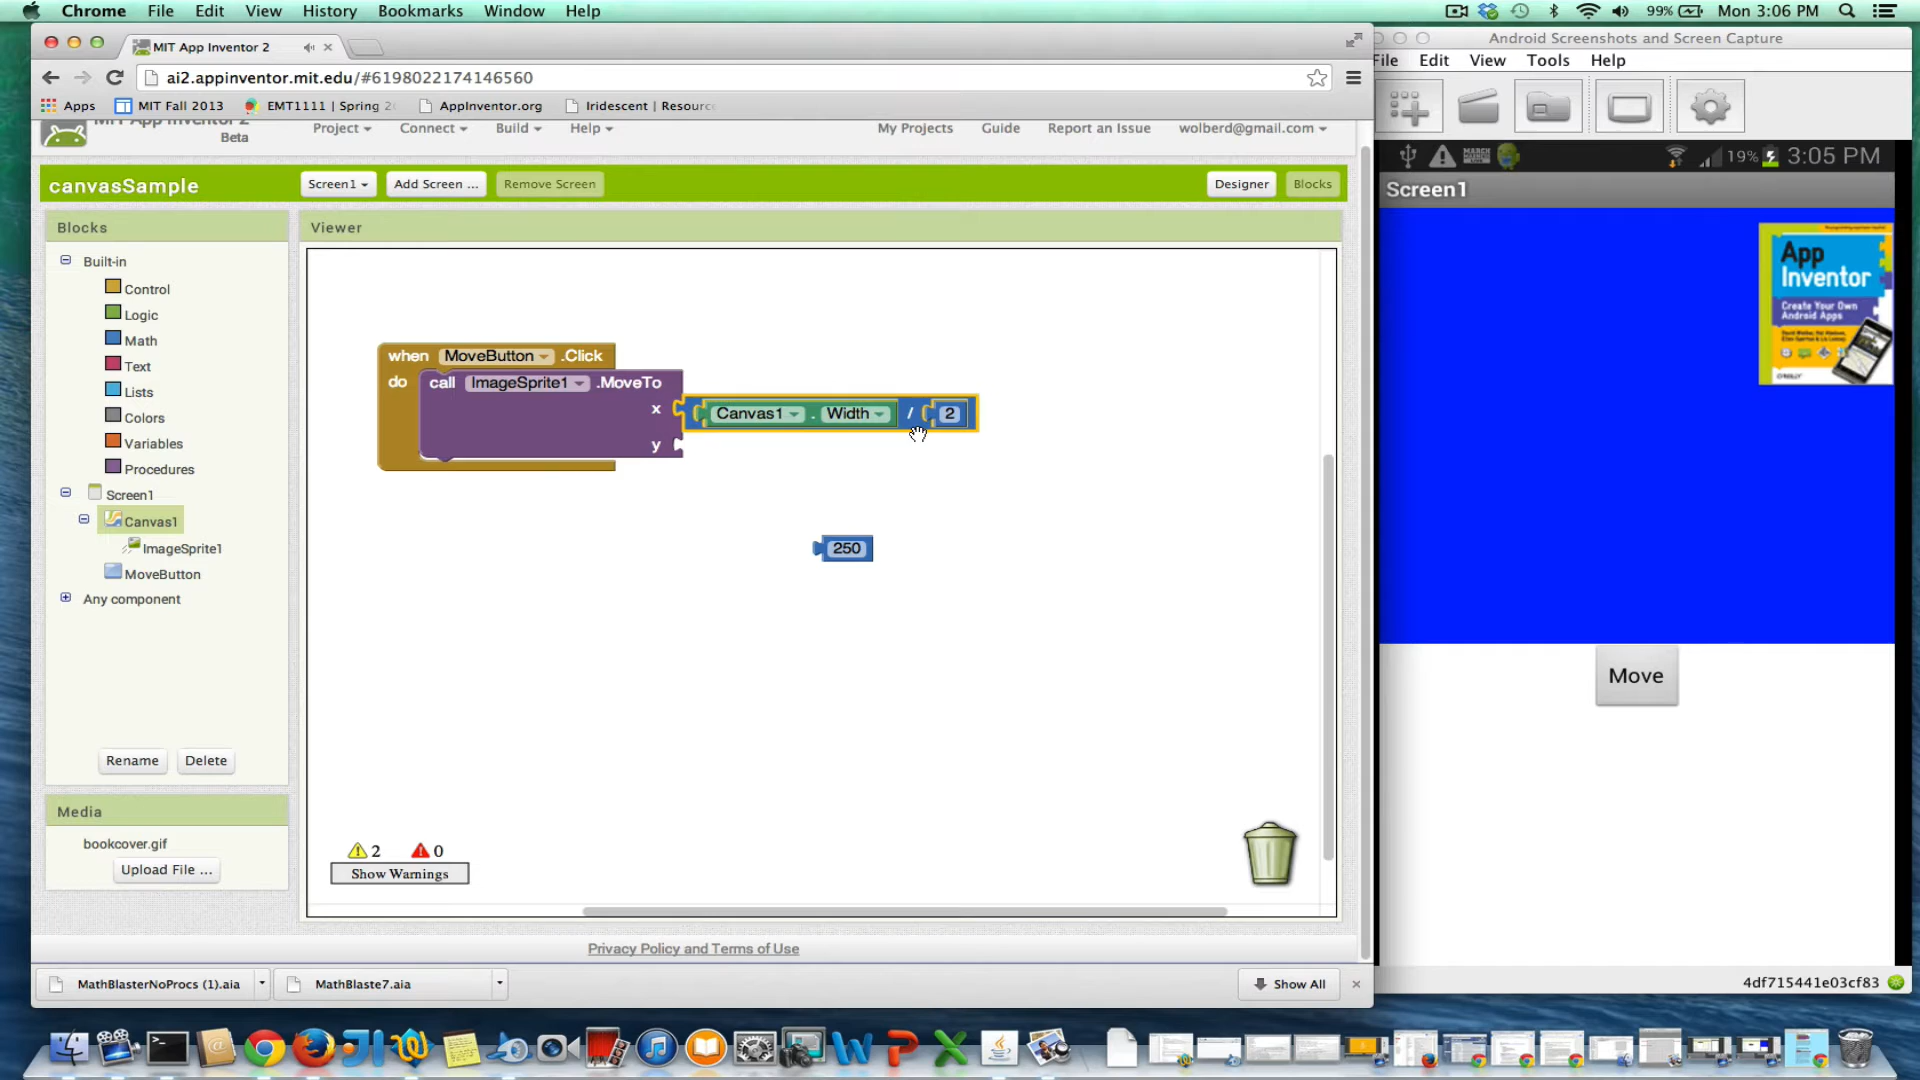 Chrome File Edit View History Bookmarks Window Help
99% Mon 3:06 PM
MIT App Inventor 2
ai2.appinventor.mit.edu/#6198022174146560
Apps MIT Fall 2013 EMT1111 | Spring AppInventor.org Iridescent | Resourc
MIT App Inventor 2
Beta
Project Connect Build Help My Projects Guide Report an Issue wolberd@gmail.com
canvasSample Screen1 Add Screen ... Remove Screen Designer Blocks
Blocks
Built-in
Control
Logic
Math
Text
Lists
Colors
Variables
Procedures
Screen1
Canvas1
ImageSprite1
MoveButton
Any component
Rename Delete
Media
bookcover.gif
Upload File ...
Viewer
when MoveButton .Click
do call ImageSprite1 .MoveTo
x Canvas1 . Width / 2
y
250
2 0
Show Warnings
Privacy Policy and Terms of Use
MathBlasterNoProcs (1).aia MathBlaste7.aia Show All
Android Screenshots and Screen Capture
File Edit View Tools Help
19% 3:05 PM
Screen1
App
Inventor
Create Your Own
Android Apps
Move
4df715441e03cf83